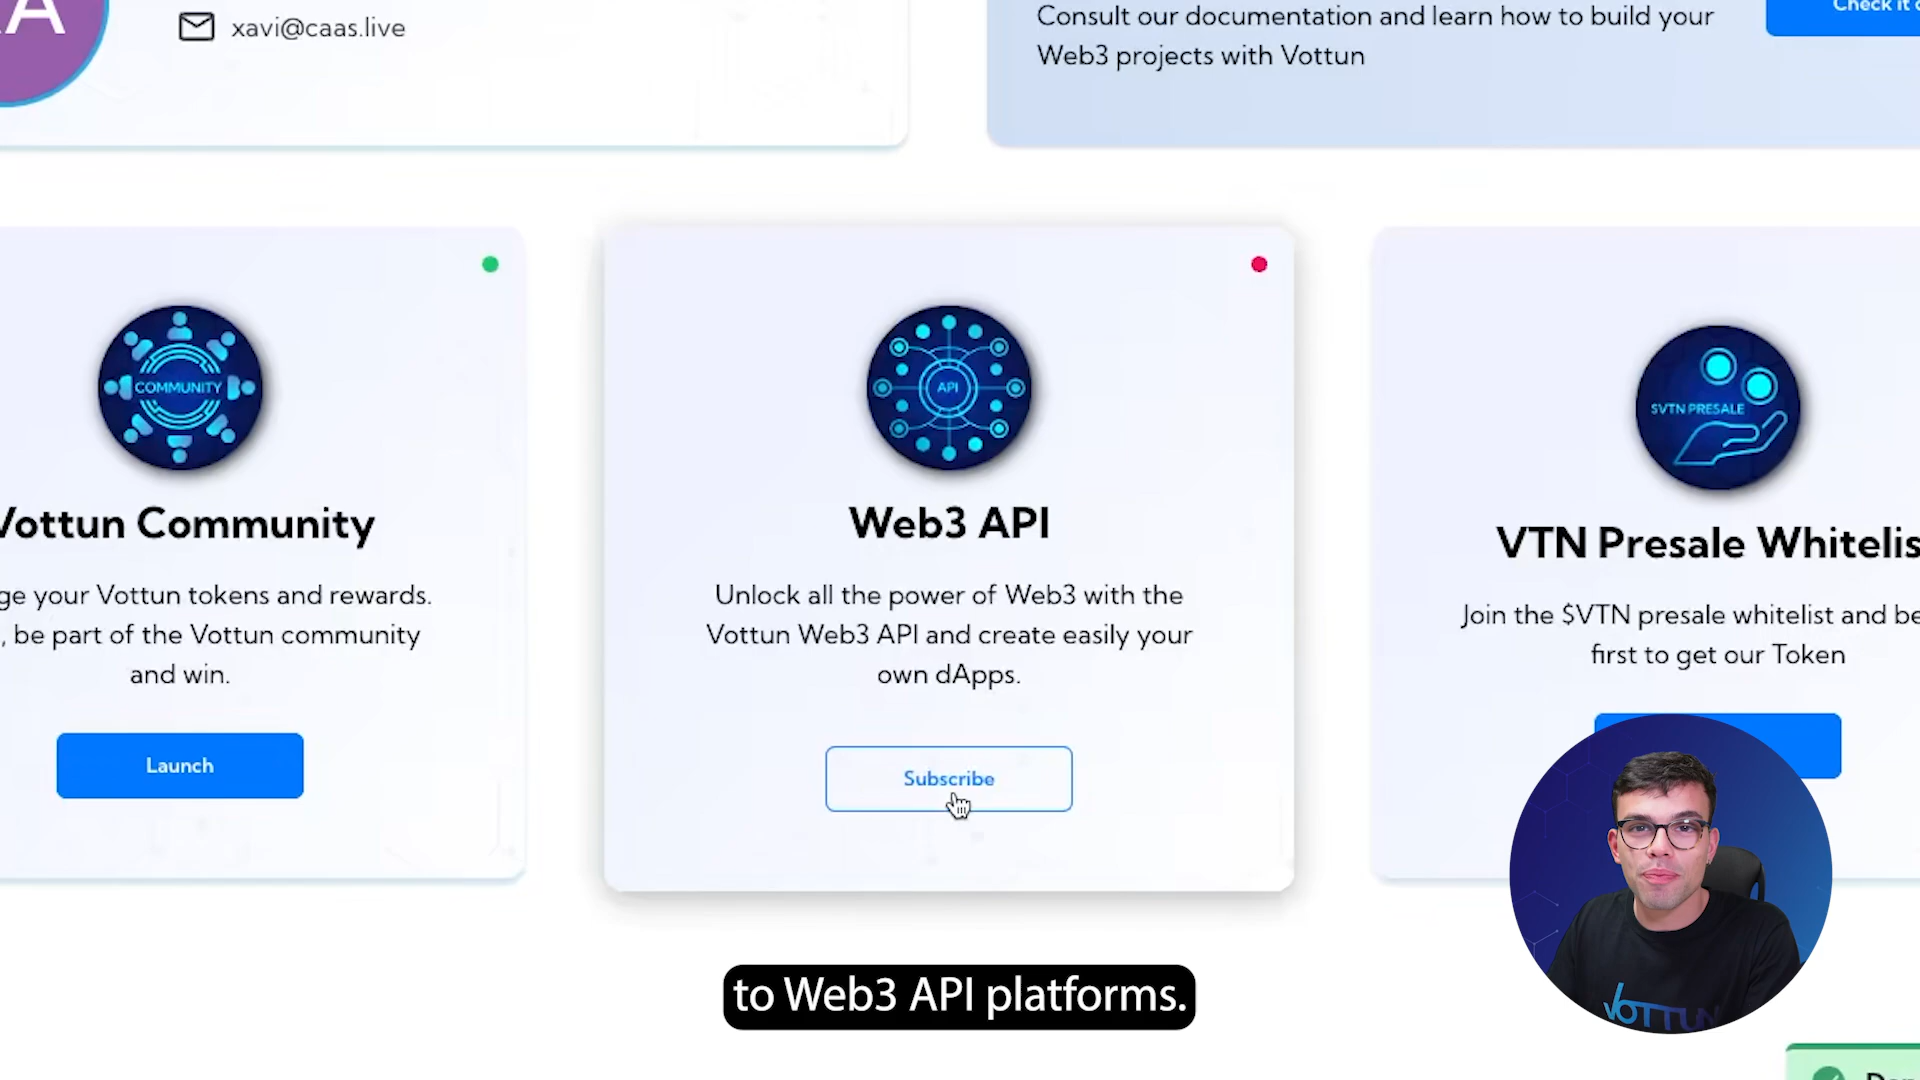 A
xavi@caas.live
Consult our documentation and learn how to build your
Web3 projects with Vottun
Check it
COMMUNITY
Vottun Community
ge your Vottun tokens and rewards.
, be part of the Vottun community
and win.
Launch
API
Web3 API
Unlock all the power of Web3 with the
Vottun Web3 API and create easily your
own dApps.
Subscribe
SVTN PRESALE
VTN Presale Whitelis
Join the $VTN presale whitelist and be
first to get our Token
to Web3 API platforms.
VOTTUN